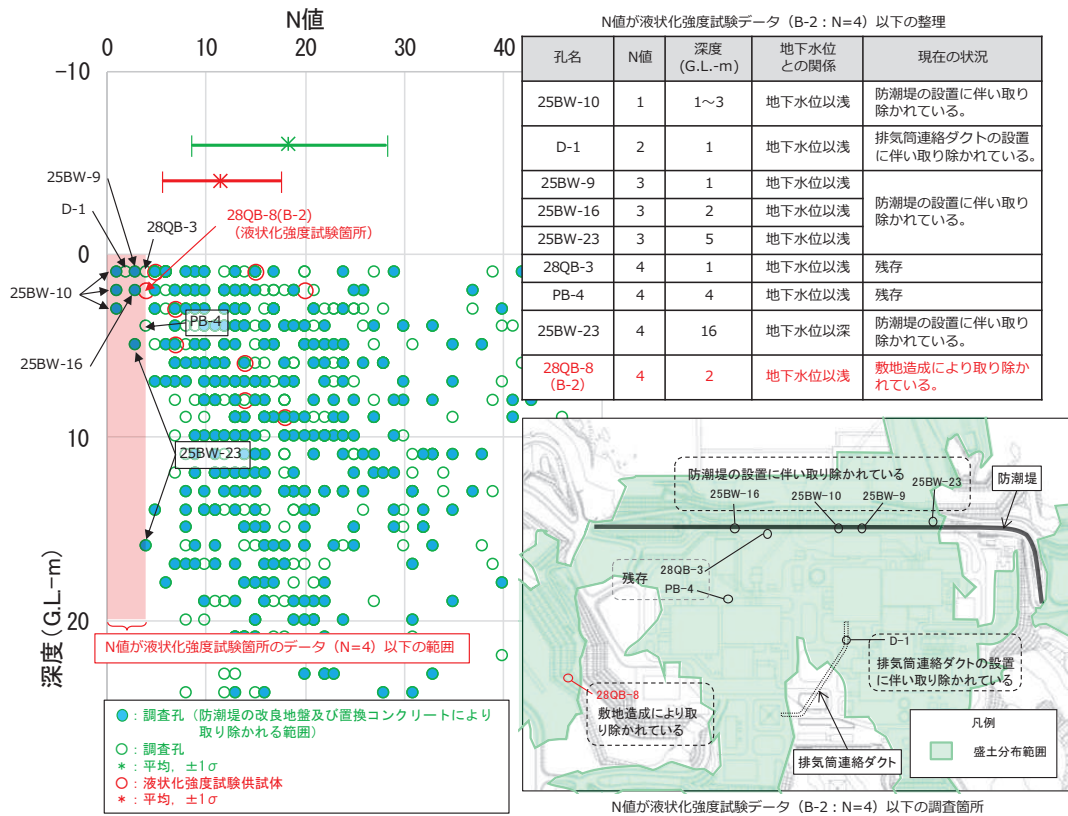 N値
0
10
20
30
40
-10
0
10
20
深度(G.L.-m)
25BW-9
D-1
28QB-3
28QB-8(B-2)
(液状化強度試験箇所)
25BW-10
PB-4
25BW-16
25BW-23
N値が液状化強度試験箇所のデータ(N=4)以下の範囲
:調査孔(防潮堤の改良地盤及び置換コンクリートにより
取り除かれる範囲)
:調査孔
* :平均,±1σ
:液状化強度試験供試体
* :平均,±1σ
N値が液状化強度試験データ(B-2:N=4)以下の整理
孔名 N値 深度 (G.L.-m) 地下水位 との関係 現在の状況
25BW-10 1 1~3 地下水位以浅 防潮堤の設置に伴い取り
除かれている。
D-1 2 1 地下水位以浅 排気筒連絡ダクトの設置
に伴い取り除かれている。
25BW-9 3 1 地下水位以浅
25BW-16 3 2 地下水位以浅 防潮堤の設置に伴い取り
除かれている。
25BW-23 3 5 地下水位以浅
28QB-3 4 1 地下水位以浅 残存
PB-4 4 4 地下水位以浅 残存
25BW-23 4 16 地下水位以深 防潮堤の設置に伴い取り
除かれている。
28QB-8 (B-2) 4 2 地下水位以浅 敷地造成により取り除か
れている。
防潮堤の設置に伴い取り除かれている
25BW-16
25BW-10
25BW-9
25BW-23
防潮堤
残存
28QB-3
PB-4
D-1
排気筒連絡ダクトの設置
に伴い取り除かれている
28QB-8
敷地造成により取
り除かれている
排気筒連絡ダクト
凡例
盛土分布範囲
N値が液状化強度試験データ(B-2:N=4)以下の調査箇所